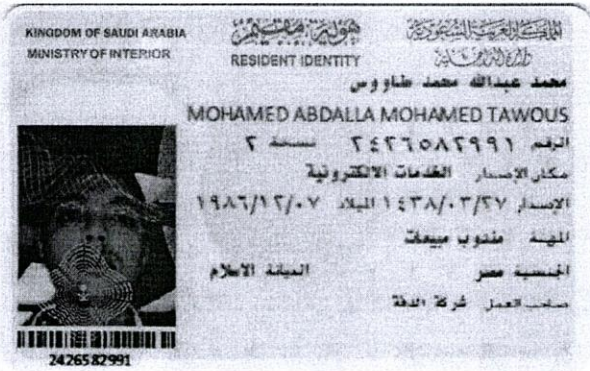 KINGDOM OF SAUDI ARABIA
MINISTRY OF INTERIOR
هوية مقيم
RESIDENT IDENTITY
المملكة العربية السعودية
وزارة الداخلية
محمد عبدالله محمد طاووس
MOHAMED ABDALLA MOHAMED TAWOUS
الرقم ٢٤٢٦٥٨٢٩٩١ نسخة ٢
مكان الإصدار الخدمات الالكترونية
الإصدار ١٤٣٨/٠٣/٢٧ الميلاد ١٩٨٦/١٢/٠٧
المهنة مندوب مبيعات
الجنسية مصر الديانة الاسلام
صاحب العمل شركة الدقة
2426582991